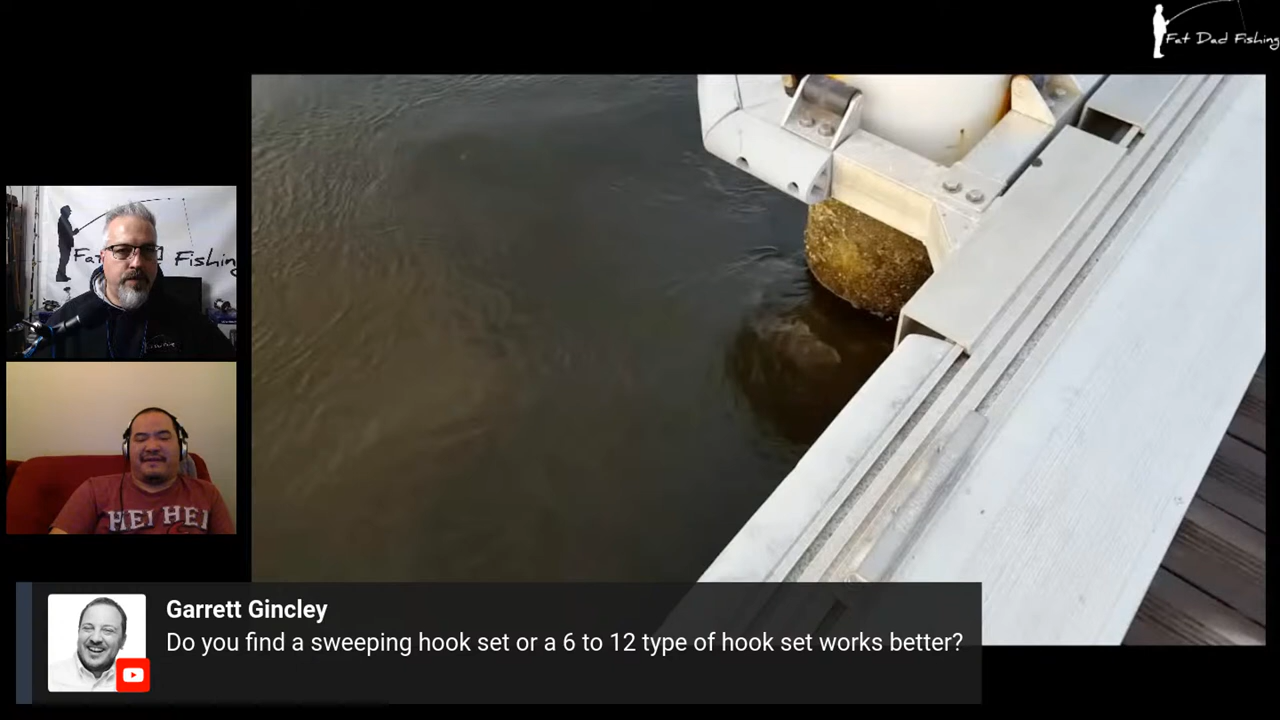 Fat Dad Fishing
Fat Fishing
HEI HEI
Garrett Gincley
Do you find a sweeping hook set or a 6 to 12 type of hook set works better?